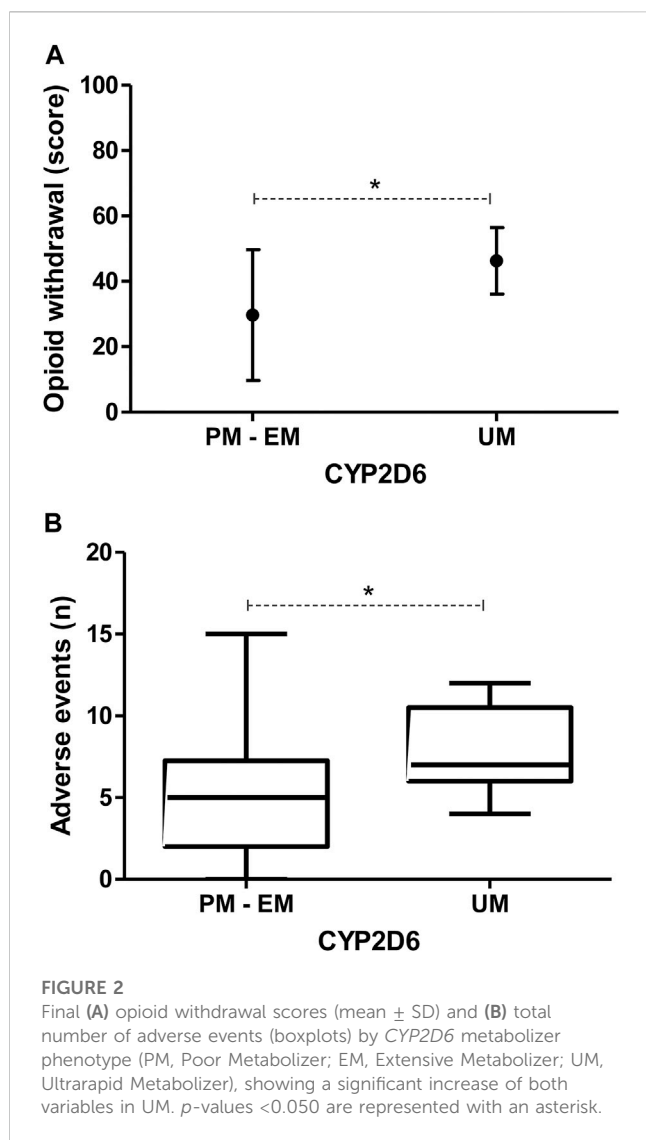 A
Opioid withdrawal (score)
100
80
60
40
20
0
*
PM - EM
UM
CYP2D6
B
Adverse events (n)
20
15
10
5
0
*
PM - EM
UM
CYP2D6
FIGURE 2
Final (A) opioid withdrawal scores (mean ± SD) and (B) total
number of adverse events (boxplots) by CYP2D6 metabolizer
phenotype (PM, Poor Metabolizer; EM, Extensive Metabolizer; UM,
Ultrarapid Metabolizer), showing a significant increase of both
variables in UM. p-values <0.050 are represented with an asterisk.